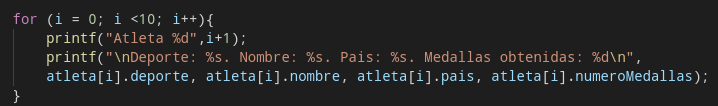 for (i = 0; i <10; i++){
printf("Atleta %d",i+1);
printf("\nDeporte: %s. Nombre: %s. Pais: %s. Medallas obtenidas: %d\n",
atleta[i].deporte, atleta[i].nombre, atleta[i].pais, atleta[i].numeroMedallas);
}